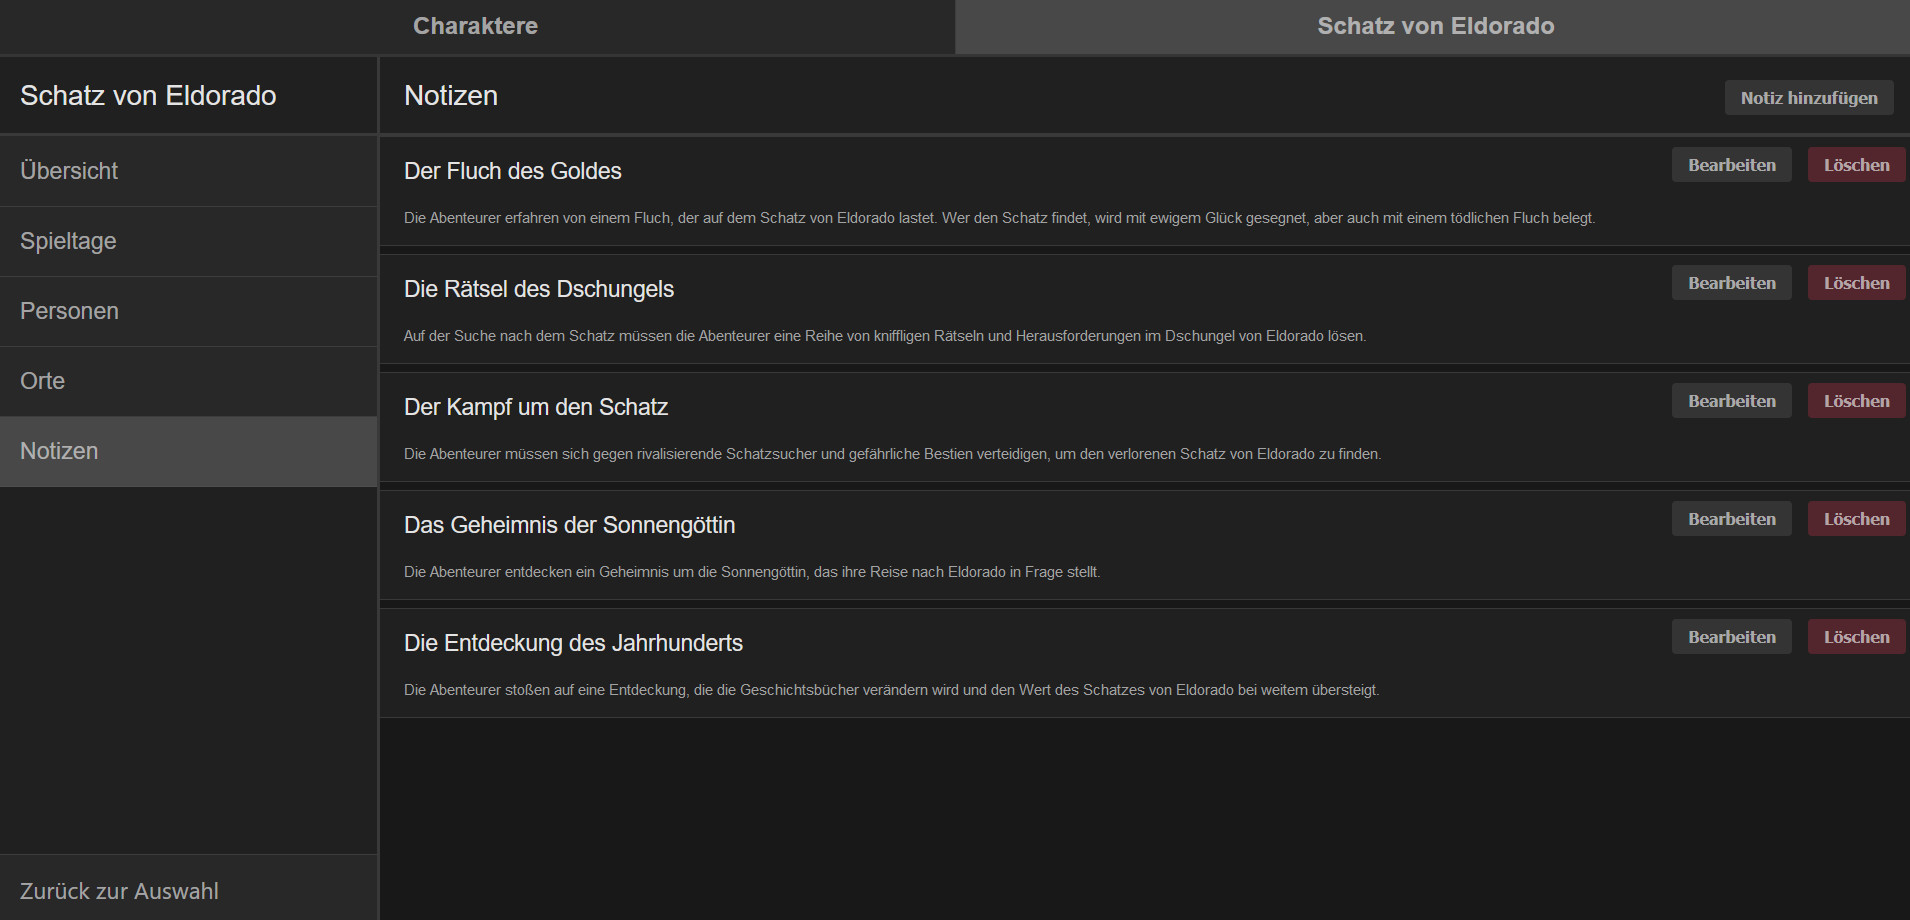 Charaktere
Schatz von Eldorado
Schatz von Eldorado
Übersicht
Spieltage
Personen
Orte
Notizen
Zurück zur Auswahl
Notizen
Notiz hinzufügen
Der Fluch des Goldes
Bearbeiten
Löschen
Die Abenteurer erfahren von einem Fluch, der auf dem Schatz von Eldorado lastet. Wer den Schatz findet, wird mit ewigem Glück gesegnet, aber auch mit einem tödlichen Fluch belegt.
Die Rätsel des Dschungels
Bearbeiten
Löschen
Auf der Suche nach dem Schatz müssen die Abenteurer eine Reihe von kniffligen Rätseln und Herausforderungen im Dschungel von Eldorado lösen.
Der Kampf um den Schatz
Bearbeiten
Löschen
Die Abenteurer müssen sich gegen rivalisierende Schatzsucher und gefährliche Bestien verteidigen, um den verlorenen Schatz von Eldorado zu finden.
Das Geheimnis der Sonnengöttin
Bearbeiten
Löschen
Die Abenteurer entdecken ein Geheimnis um die Sonnengöttin, das ihre Reise nach Eldorado in Frage stellt.
Die Entdeckung des Jahrhunderts
Bearbeiten
Löschen
Die Abenteurer stoßen auf eine Entdeckung, die die Geschichtsbücher verändern wird und den Wert des Schatzes von Eldorado bei weitem übersteigt.